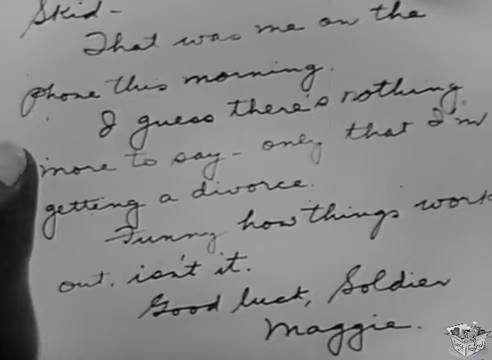 Skid-
That was me on the
phone this morning.
I guess there's nothing
more to say - only that I'm
getting a divorce.
Funny how things work
out, isn't it.
Good luck, Soldier
Maggie.